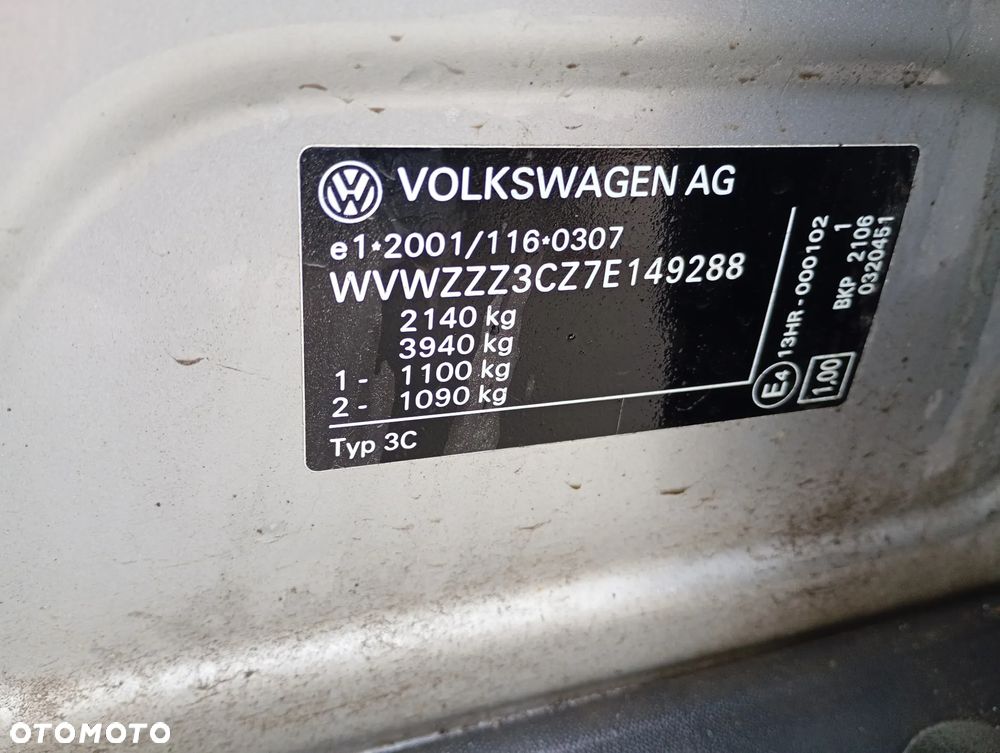 VOLKSWAGEN AG
e1*2001/116*0307
WVWZZZ3CZ7E149288
2140 kg
3940 kg
1 - 1100 kg
2 - 1090 kg
Typ 3C
E4 13HR-000102
1,00
BKP 2106
1
0320451
OTOMOTO